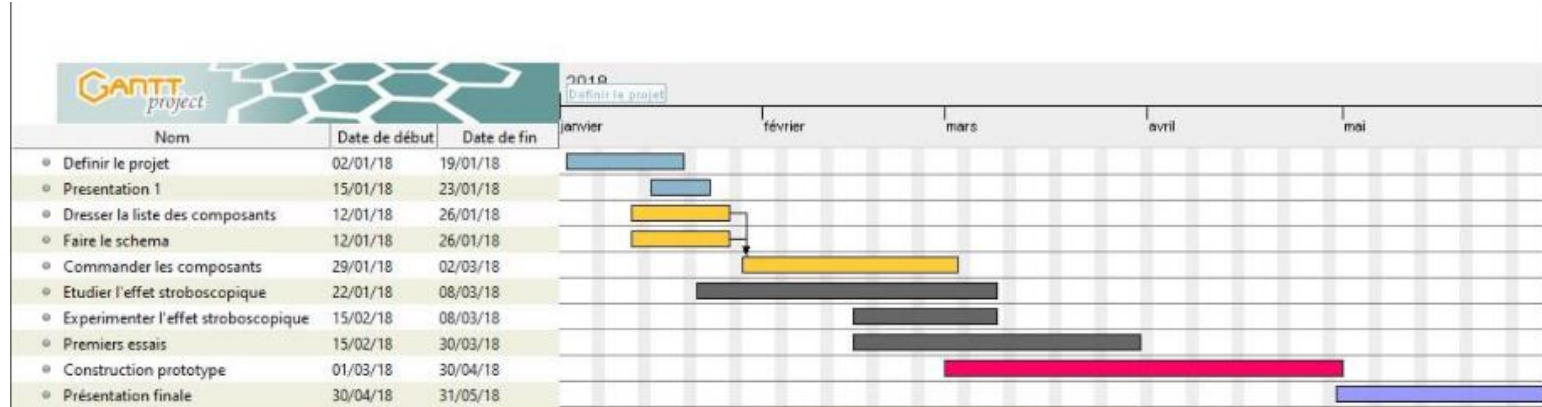 GANTT
project
2018
Définir le projet
janvier février mars avril mai
Nom Date de début Date de fin
Definir le projet 02/01/18 19/01/18
Presentation 1 15/01/18 23/01/18
Dresser la liste des composants 12/01/18 26/01/18
Faire le schema 12/01/18 26/01/18
Commander les composants 29/01/18 02/03/18
Etudier l'effet stroboscopique 22/01/18 08/03/18
Experimenter l'effet stroboscopique 15/02/18 08/03/18
Premiers essais 15/02/18 30/03/18
Construction prototype 01/03/18 30/04/18
Présentation finale 30/04/18 31/05/18